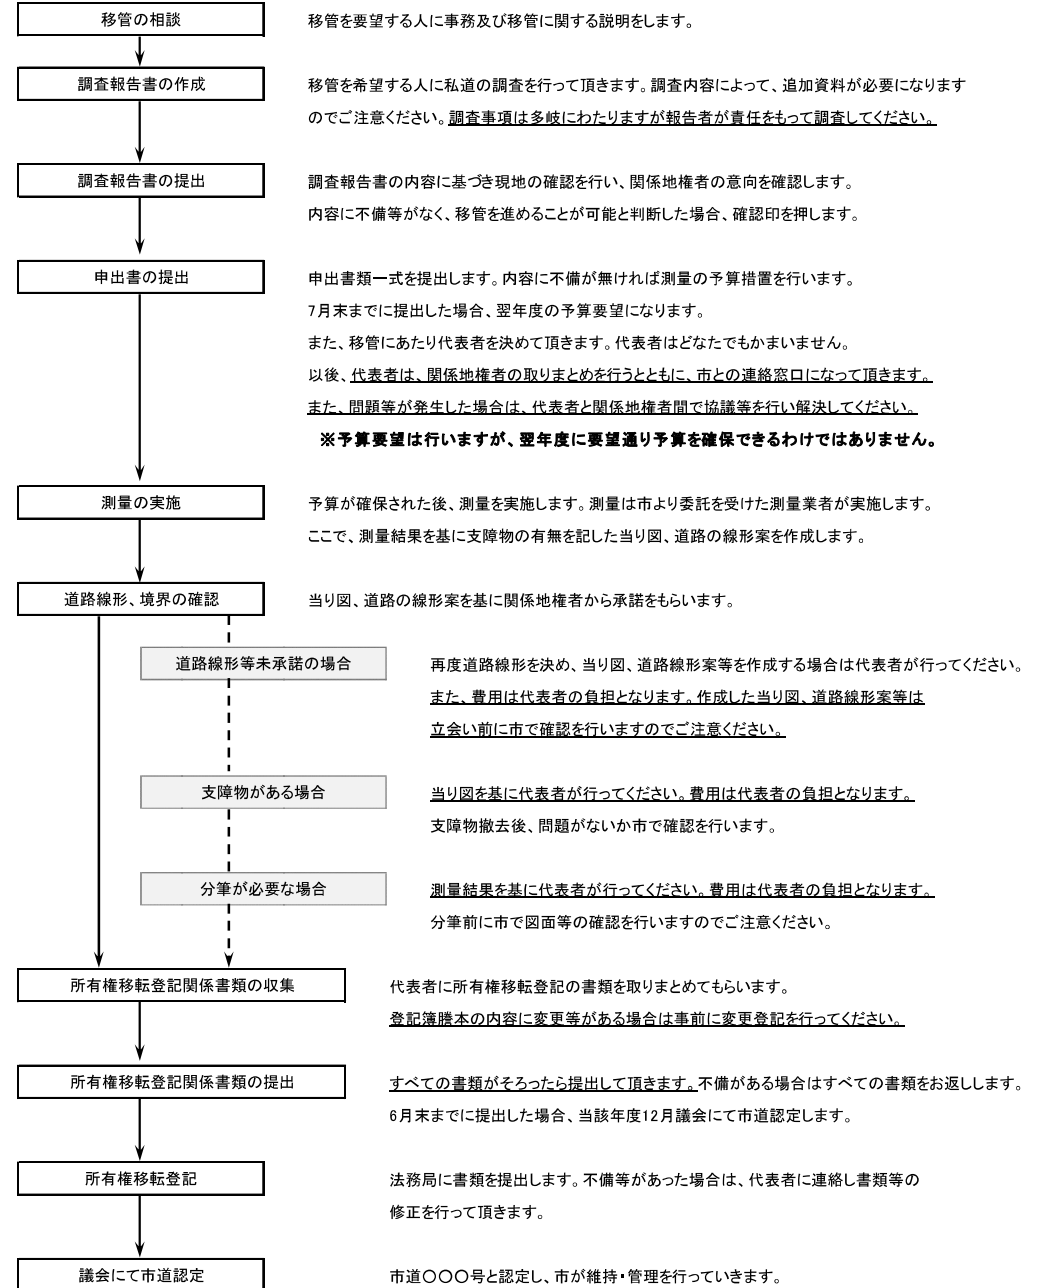 移管の相談
移管を要望する人に事務及び移管に関する説明をします。
調査報告書の作成
移管を希望する人に私道の調査を行って頂きます。調査内容によって、追加資料が必要になります
のでご注意ください。調査事項は多岐にわたりますが報告者が責任をもって調査してください。
調査報告書の提出
調査報告書の内容に基づき現地の確認を行い、関係地権者の意向を確認します。
内容に不備等がなく、移管を進めることが可能と判断した場合、確認印を押します。
申出書の提出
申出書類一式を提出します。内容に不備が無ければ測量の予算措置を行います。
7月末までに提出した場合、翌年度の予算要望になります。
また、移管にあたり代表者を決めて頂きます。代表者はどなたでもかまいません。
以後、代表者は、関係地権者の取りまとめを行うとともに、市との連絡窓口になって頂きます。
また、問題等が発生した場合は、代表者と関係地権者間で協議等を行い解決してください。
※予算要望は行いますが、翌年度に要望通り予算を確保できるわけではありません。
測量の実施
予算が確保された後、測量を実施します。測量は市より委託を受けた測量業者が実施します。
ここで、測量結果を基に支障物の有無を記した当り図、道路の線形案を作成します。
道路線形、境界の確認
当り図、道路の線形案を基に関係地権者から承諾をもらいます。
道路線形等未承諾の場合
再度道路線形を決め、当り図、道路線形案等を作成する場合は代表者が行ってください。
また、費用は代表者の負担となります。作成した当り図、道路線形案等は
立会い前に市で確認を行いますのでご注意ください。
支障物がある場合
当り図を基に代表者が行ってください。費用は代表者の負担となります。
支障物撤去後、問題がないか市で確認を行います。
分筆が必要な場合
測量結果を基に代表者が行ってください。費用は代表者の負担となります。
分筆前に市で図面等の確認を行いますのでご注意ください。
所有権移転登記関係書類の収集
代表者に所有権移転登記の書類を取りまとめてもらいます。
登記簿謄本の内容に変更等がある場合は事前に変更登記を行ってください。
所有権移転登記関係書類の提出
すべての書類がそろったら提出して頂きます。不備がある場合はすべての書類をお返しします。
6月末までに提出した場合、当該年度12月議会にて市道認定します。
所有権移転登記
法務局に書類を提出します。不備等があった場合は、代表者に連絡し書類等の
修正を行って頂きます。
議会にて市道認定
市道〇〇〇号と認定し、市が維持・管理を行っていきます。